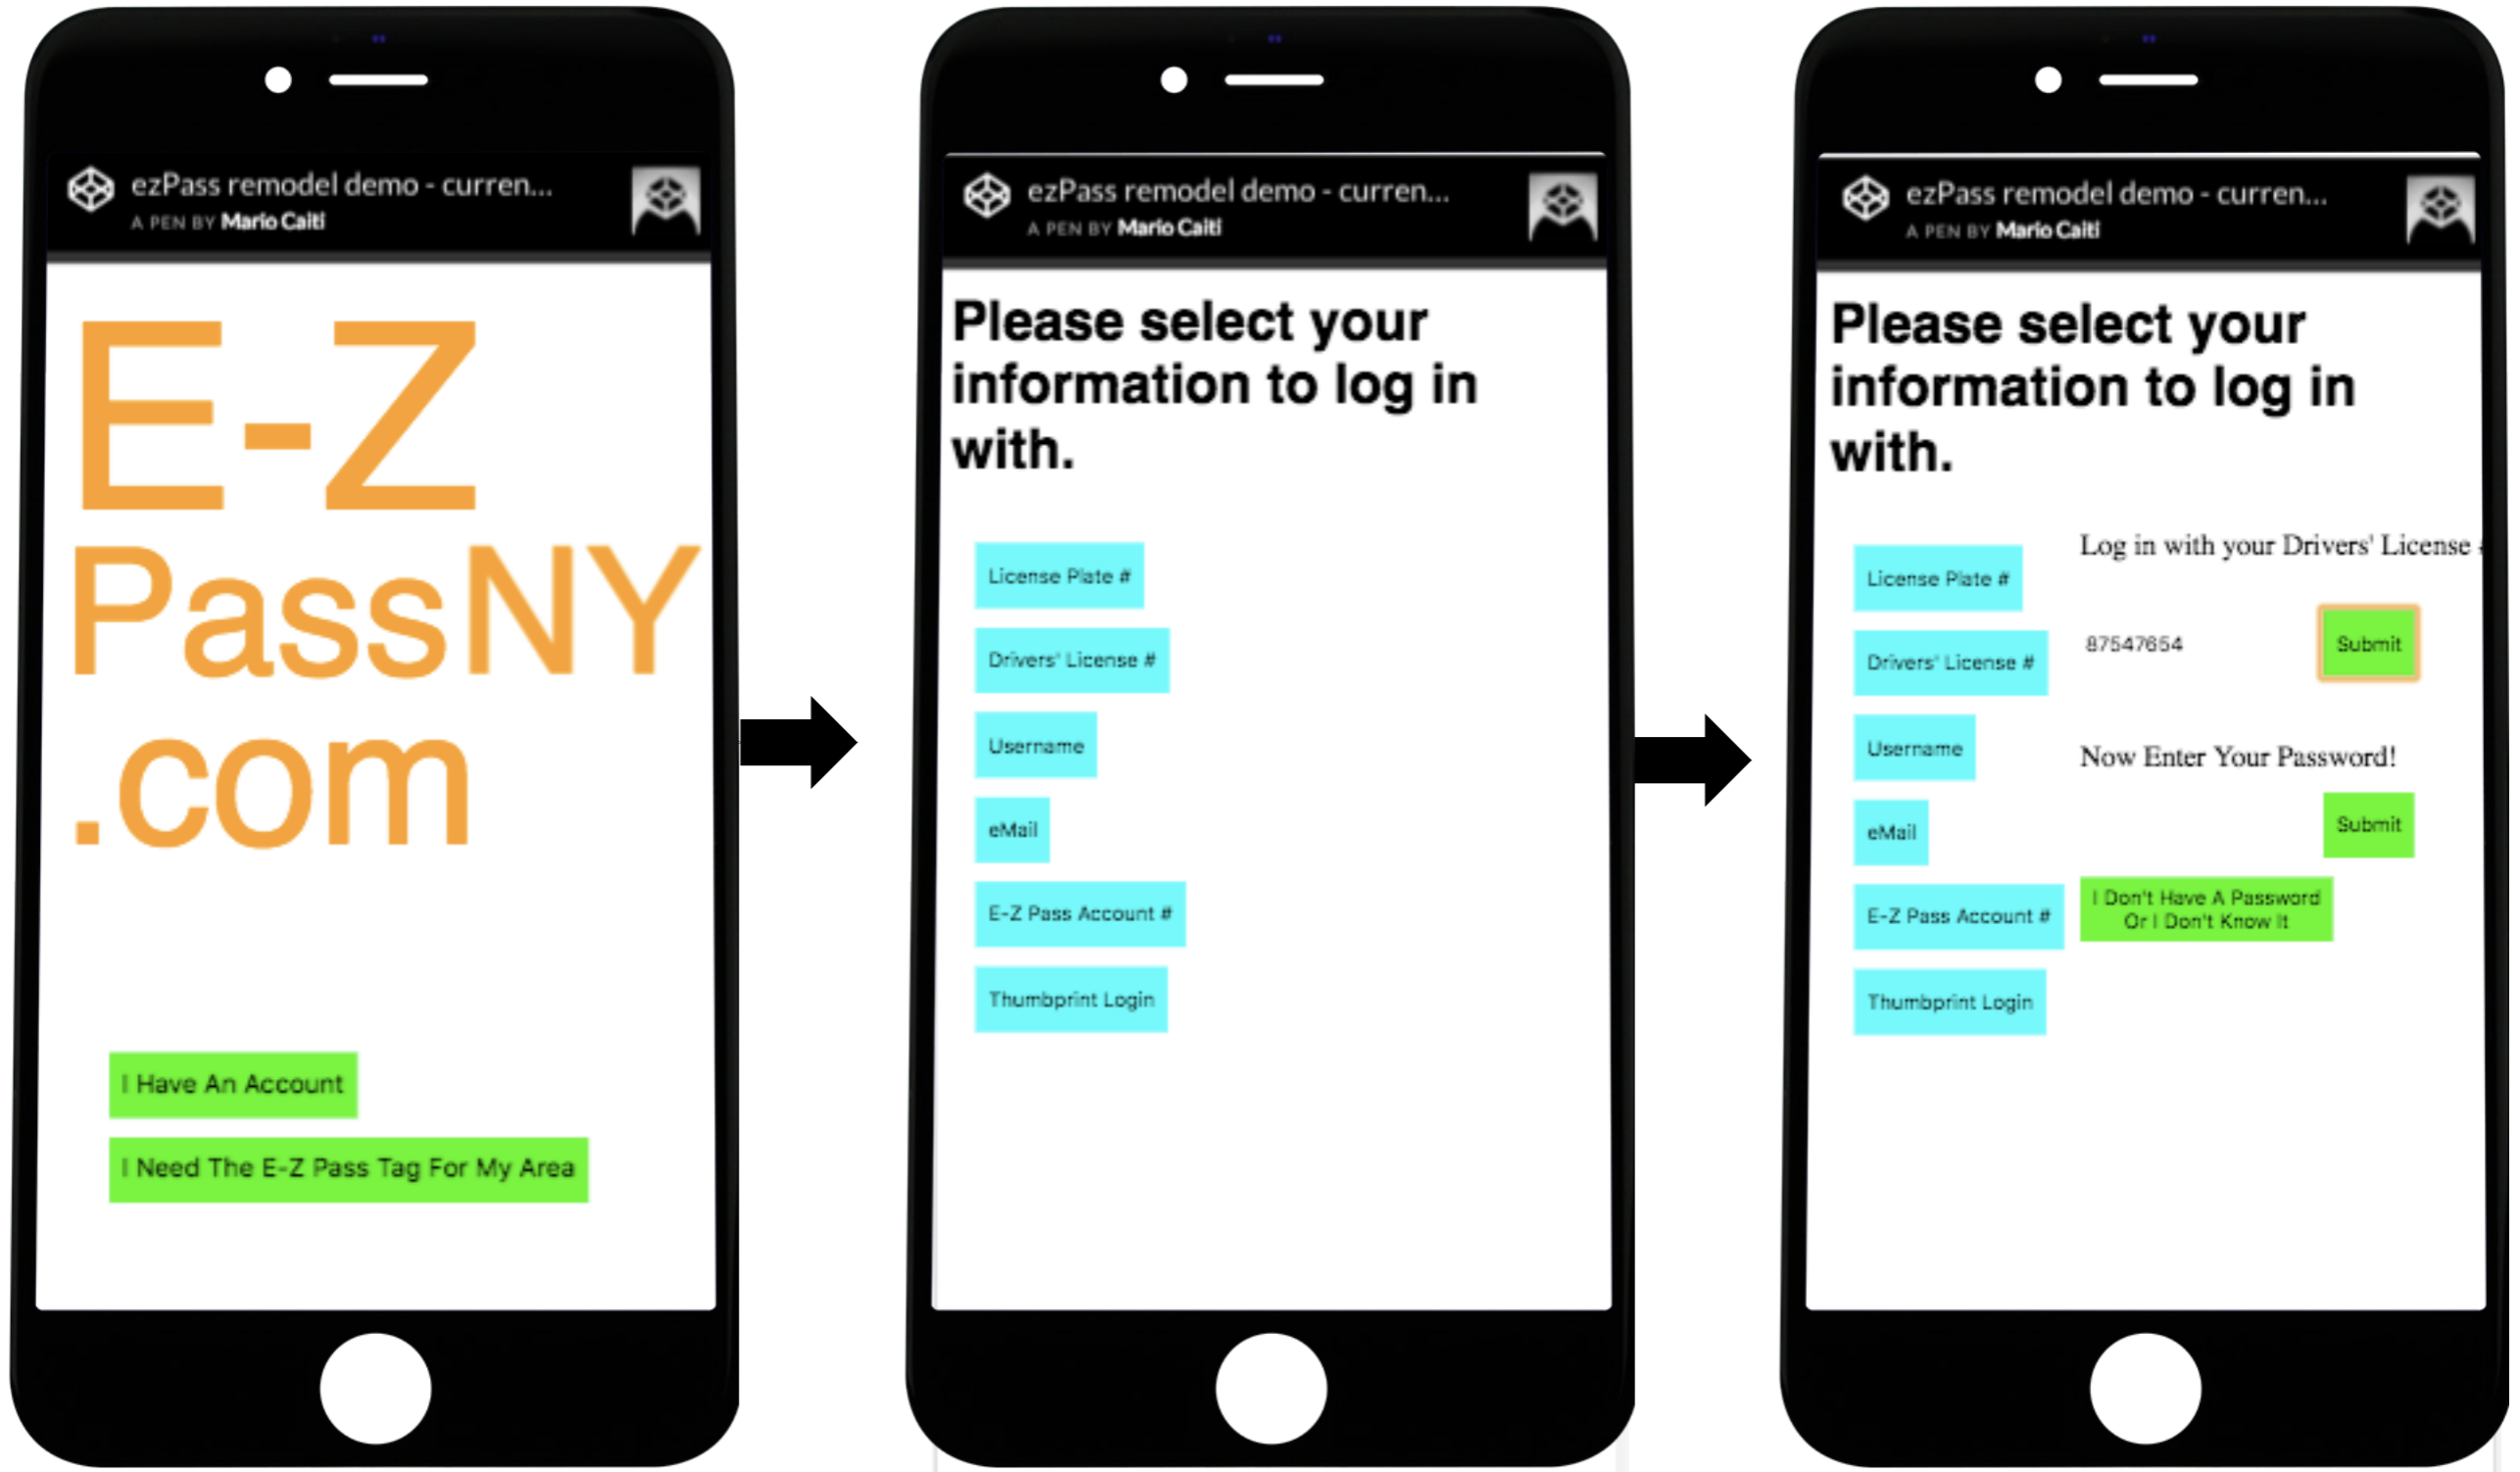 ezPass remodel demo - curren...
A PEN BY Mario Caiti
E-Z
PassNY
.com
I Have An Account
I Need The E-Z Pass Tag For My Area
ezPass remodel demo - curren...
A PEN BY Mario Caiti
Please select your
information to log in
with.
License Plate #
Drivers' License #
Username
eMail
E-Z Pass Account #
Thumbprint Login
ezPass remodel demo - curren...
A PEN BY Mario Caiti
Please select your
information to log in
with.
License Plate #
Drivers' License #
Username
eMail
E-Z Pass Account #
Thumbprint Login
Log in with your Drivers' License #
87547654
Submit
Now Enter Your Password!
Submit
I Don't Have A Password
Or I Don't Know It